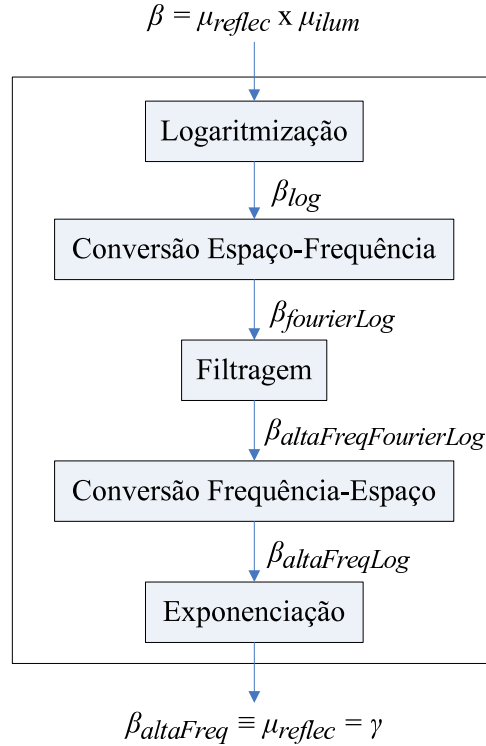 β = μreflec x μilum
Logaritmização
βlog
Conversão Espaço-Frequência
βfourierLog
Filtragem
βaltaFreqFourierLog
Conversão Frequência-Espaço
βaltaFreqLog
Exponenciação
βaltaFreq ≡ μreflec = γ